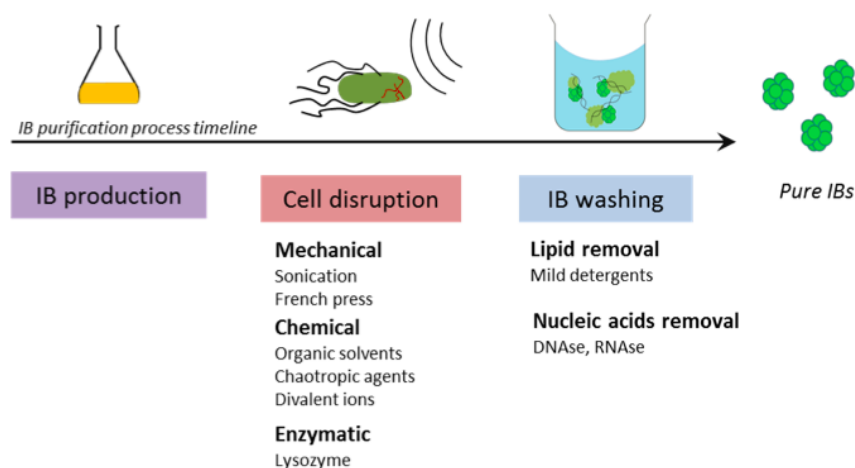 IB purification process timeline
IB production
Cell disruption
IB washing
Pure IBs
Mechanical
Sonication
French press
Chemical
Organic solvents
Chaotropic agents
Divalent ions
Enzymatic
Lysozyme
Lipid removal
Mild detergents
Nucleic acids removal
DNAse, RNAse